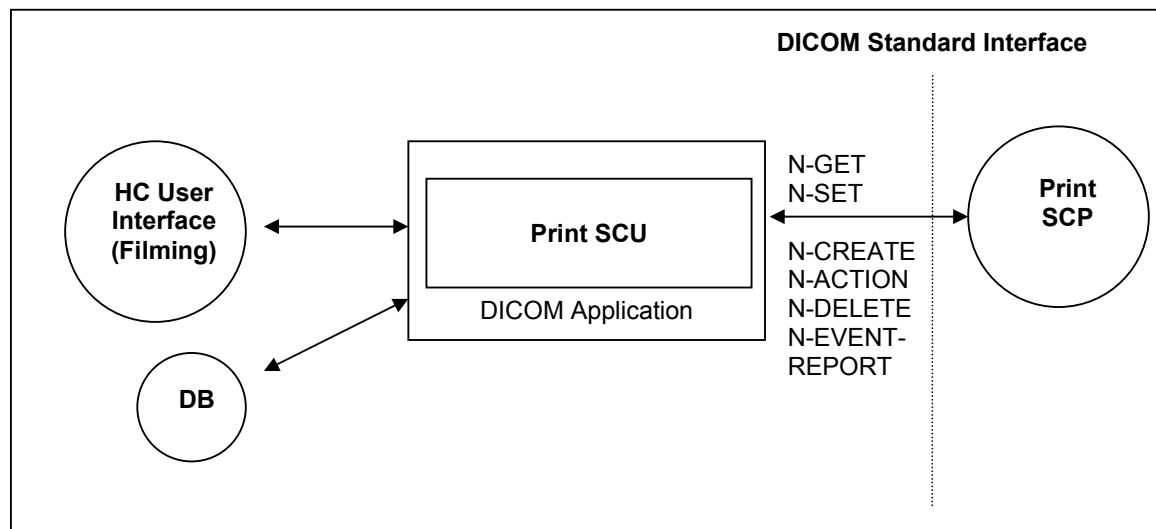 DICOM Standard Interface
HC User
Interface
(Filming)
DB
Print SCU
DICOM Application
N-GET
N-SET
N-CREATE
N-ACTION
N-DELETE
N-EVENT-
REPORT
Print
SCP